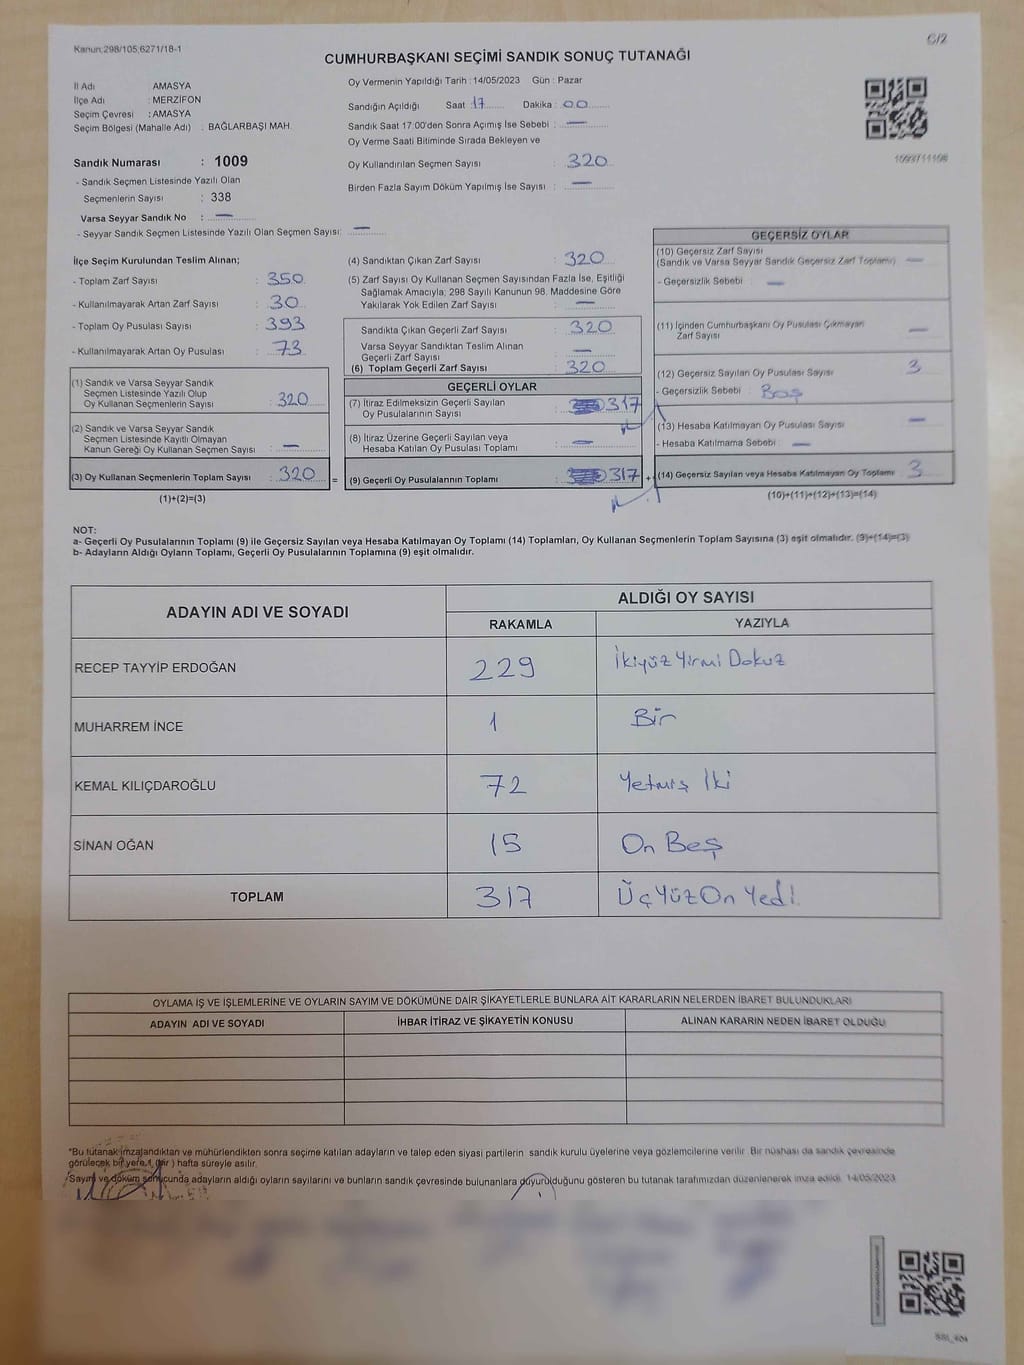 Kanun;298/105;6271/18-1
C/2
CUMHURBAŞKANI SEÇİMİ SANDIK SONUÇ TUTANAĞI
İl Adı AMASYA
İlçe Adı : MERZİFON
Seçim Çevresi : AMASYA
Seçim Bölgesi (Mahalle Adı) : BAĞLARBAŞI MAH.
Sandık Numarası : 1009
- Sandık Seçmen Listesinde Yazılı Olan
Seçmenlerin Sayısı : 338
Varsa Seyyar Sandık No : —
- Seyyar Sandık Seçmen Listesinde Yazılı Olan Seçmen Sayısı: —
Oy Vermenin Yapıldığı Tarih : 14/05/2023 Gün : Pazar
Sandığın Açıldığı Saat 17 Dakika : 00
Sandık Saat 17:00'den Sonra Açımış İse Sebebi : —
Oy Verme Saati Bitiminde Sırada Bekleyen ve
Oy Kullandırılan Seçmen Sayısı : 320
Birden Fazla Sayım Döküm Yapılmış İse Sayısı : —
1093711108
İlçe Seçim Kurulundan Teslim Alınan;
- Toplam Zarf Sayısı : 350
- Kullanılmayarak Artan Zarf Sayısı : 30
- Toplam Oy Pusulası Sayısı : 393
- Kullanılmayarak Artan Oy Pusulası : 73
(1) Sandık ve Varsa Seyyar Sandık
Seçmen Listesinde Yazılı Olup
Oy Kullanan Seçmenlerin Sayısı : 320
(2) Sandık ve Varsa Seyyar Sandık
Seçmen Listesinde Kayıtlı Olmayan
Kanun Gereği Oy Kullanan Seçmen Sayısı : —
(3) Oy Kullanan Seçmenlerin Toplam Sayısı : 320
(1)+(2)=(3)
(4) Sandıktan Çıkan Zarf Sayısı : 320
(5) Zarf Sayısı Oy Kullanan Seçmen Sayısından Fazla İse, Eşitliği
Sağlamak Amacıyla; 298 Sayılı Kanunun 98. Maddesine Göre
Yakılarak Yok Edilen Zarf Sayısı : —
Sandıkta Çıkan Geçerli Zarf Sayısı : 320
Varsa Seyyar Sandıktan Teslim Alınan
Geçerli Zarf Sayısı : —
(6) Toplam Geçerli Zarf Sayısı : 320
GEÇERLİ OYLAR
(7) İtiraz Edilmeksizin Geçerli Sayılan
Oy Pusulalarının Sayısı : 317
(8) İtiraz Üzerine Geçerli Sayılan veya
Hesaba Katılan Oy Pusulası Toplamı : —
= (9) Geçerli Oy Pusulalarının Toplamı : 317 +
GEÇERSİZ OYLAR
(10) Geçersiz Zarf Sayısı
(Sandık ve Varsa Seyyar Sandık Geçersiz Zarf Toplamı) —
- Geçersizlik Sebebi : —
(11) İçinden Cumhurbaşkanı Oy Pusulası Çıkmayan
Zarf Sayısı —
(12) Geçersiz Sayılan Oy Pusulası Sayısı 3
- Geçersizlik Sebebi : Boş
(13) Hesaba Katılmayan Oy Pusulası Sayısı —
- Hesaba Katılmama Sebebi : —
(14) Geçersiz Sayılan veya Hesaba Katılmayan Oy Toplamı 3
(10)+(11)+(12)+(13)=(14)
NOT:
a- Geçerli Oy Pusulalarının Toplamı (9) ile Geçersiz Sayılan veya Hesaba Katılmayan Oy Toplamı (14) Toplamları, Oy Kullanan Seçmenlerin Toplam Sayısına (3) eşit olmalıdır. (9)+(14)=(3)
b- Adayların Aldığı Oyların Toplamı, Geçerli Oy Pusulalarının Toplamına (9) eşit olmalıdır.
ADAYIN ADI VE SOYADI
ALDIĞI OY SAYISI
RAKAMLA YAZIYLA
RECEP TAYYİP ERDOĞAN 229 İkiyüz Yirmi Dokuz
MUHARREM İNCE 1 Bir
KEMAL KILIÇDAROĞLU 72 Yetmiş İki
SİNAN OĞAN 15 On Beş
TOPLAM 317 Üç Yüz On Yedi
OYLAMA İŞ VE İŞLEMLERİNE VE OYLARIN SAYIM VE DÖKÜMÜNE DAİR ŞİKAYETLERLE BUNLARA AİT KARARLARIN NELERDEN İBARET BULUNDUKLARI
ADAYIN ADI VE SOYADI İHBAR İTİRAZ VE ŞİKAYETİN KONUSU ALINAN KARARIN NEDEN İBARET OLDUĞU
*Bu tutanak imzalandıktan ve mühürlendikten sonra seçime katılan adayların ve talep eden siyasi partilerin sandık kurulu üyelerine veya gözlemcilerine verilir. Bir nüshası da sandık çevresinde
görülecek bir yere 1 (bir) hafta süreyle asılır.
Sayım ve döküm sonucunda adayların aldığı oyların sayılarını ve bunların sandık çevresinde bulunanlara duyurulduğunu gösteren bu tutanak tarafımızdan düzenlenerek imza edildi. 14/05/2023